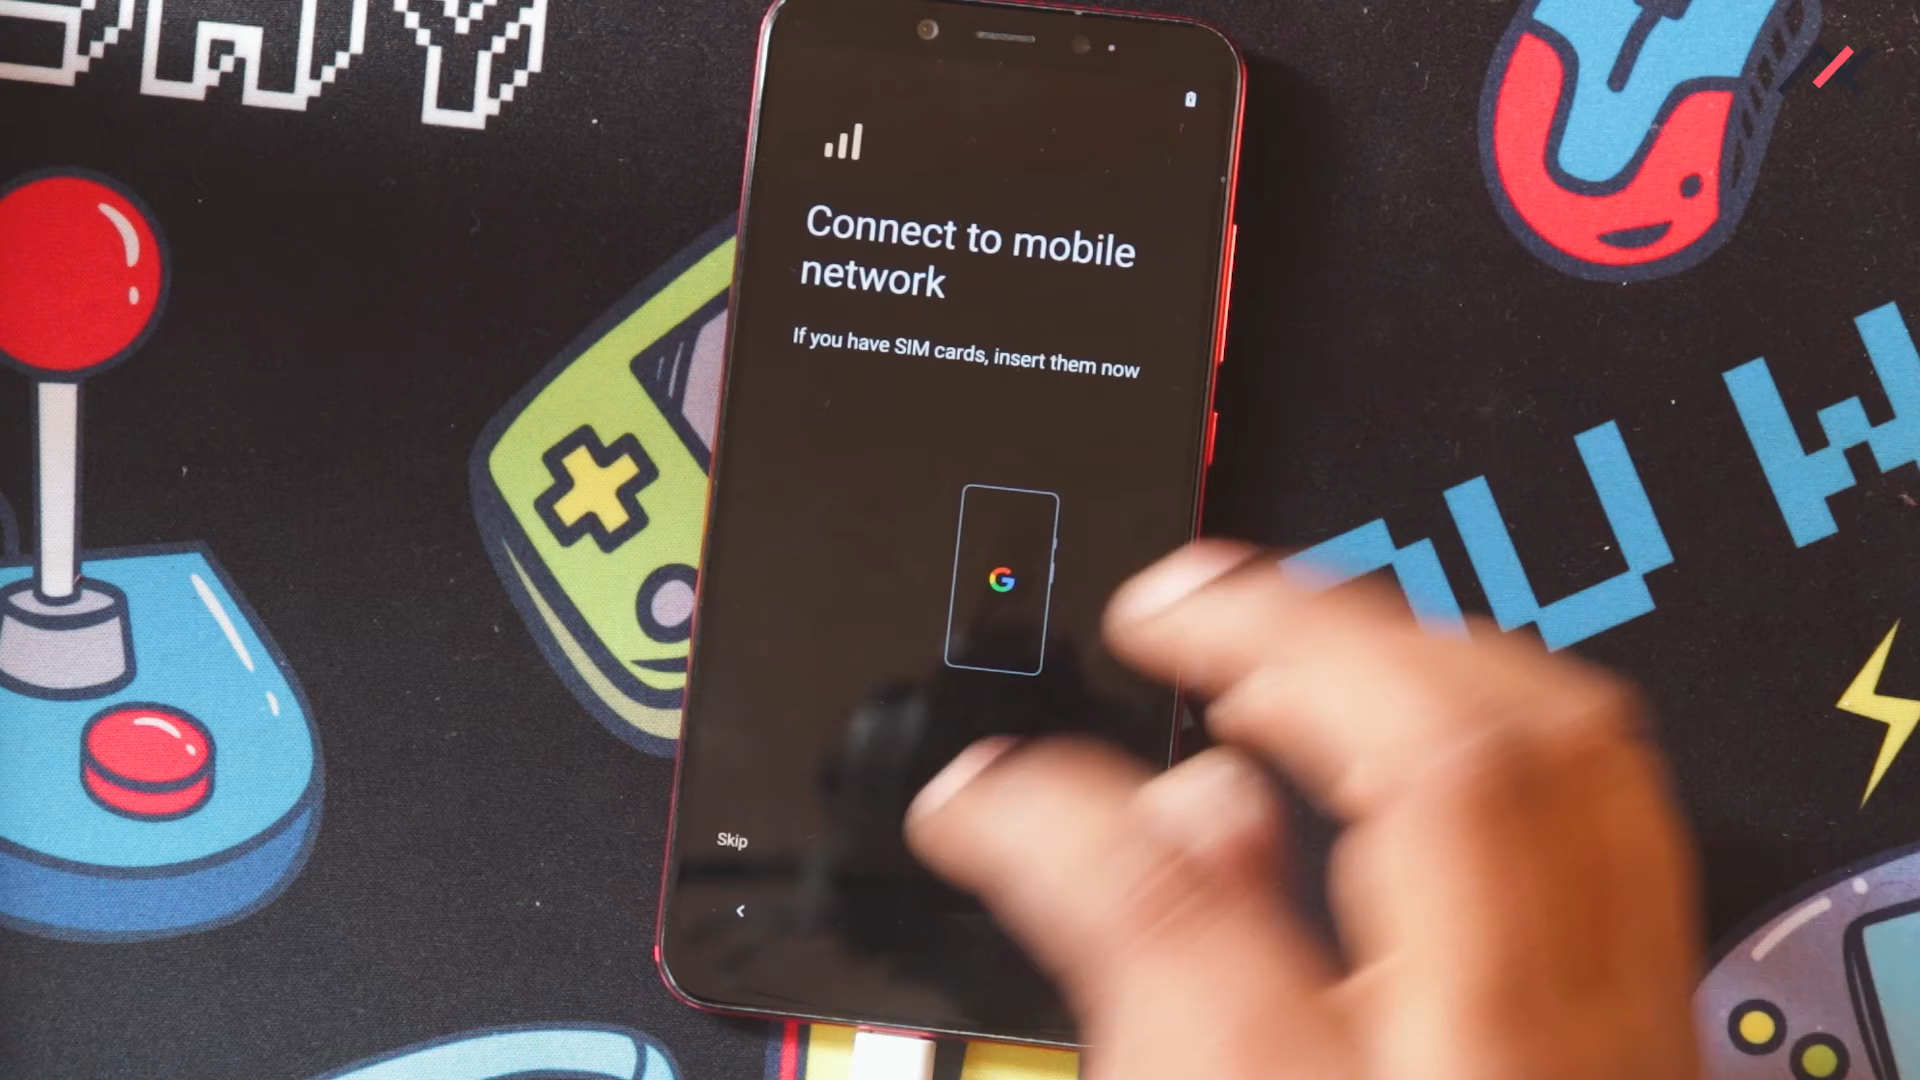 Connect to mobile
network
If you have SIM cards, insert them now
G
Skip